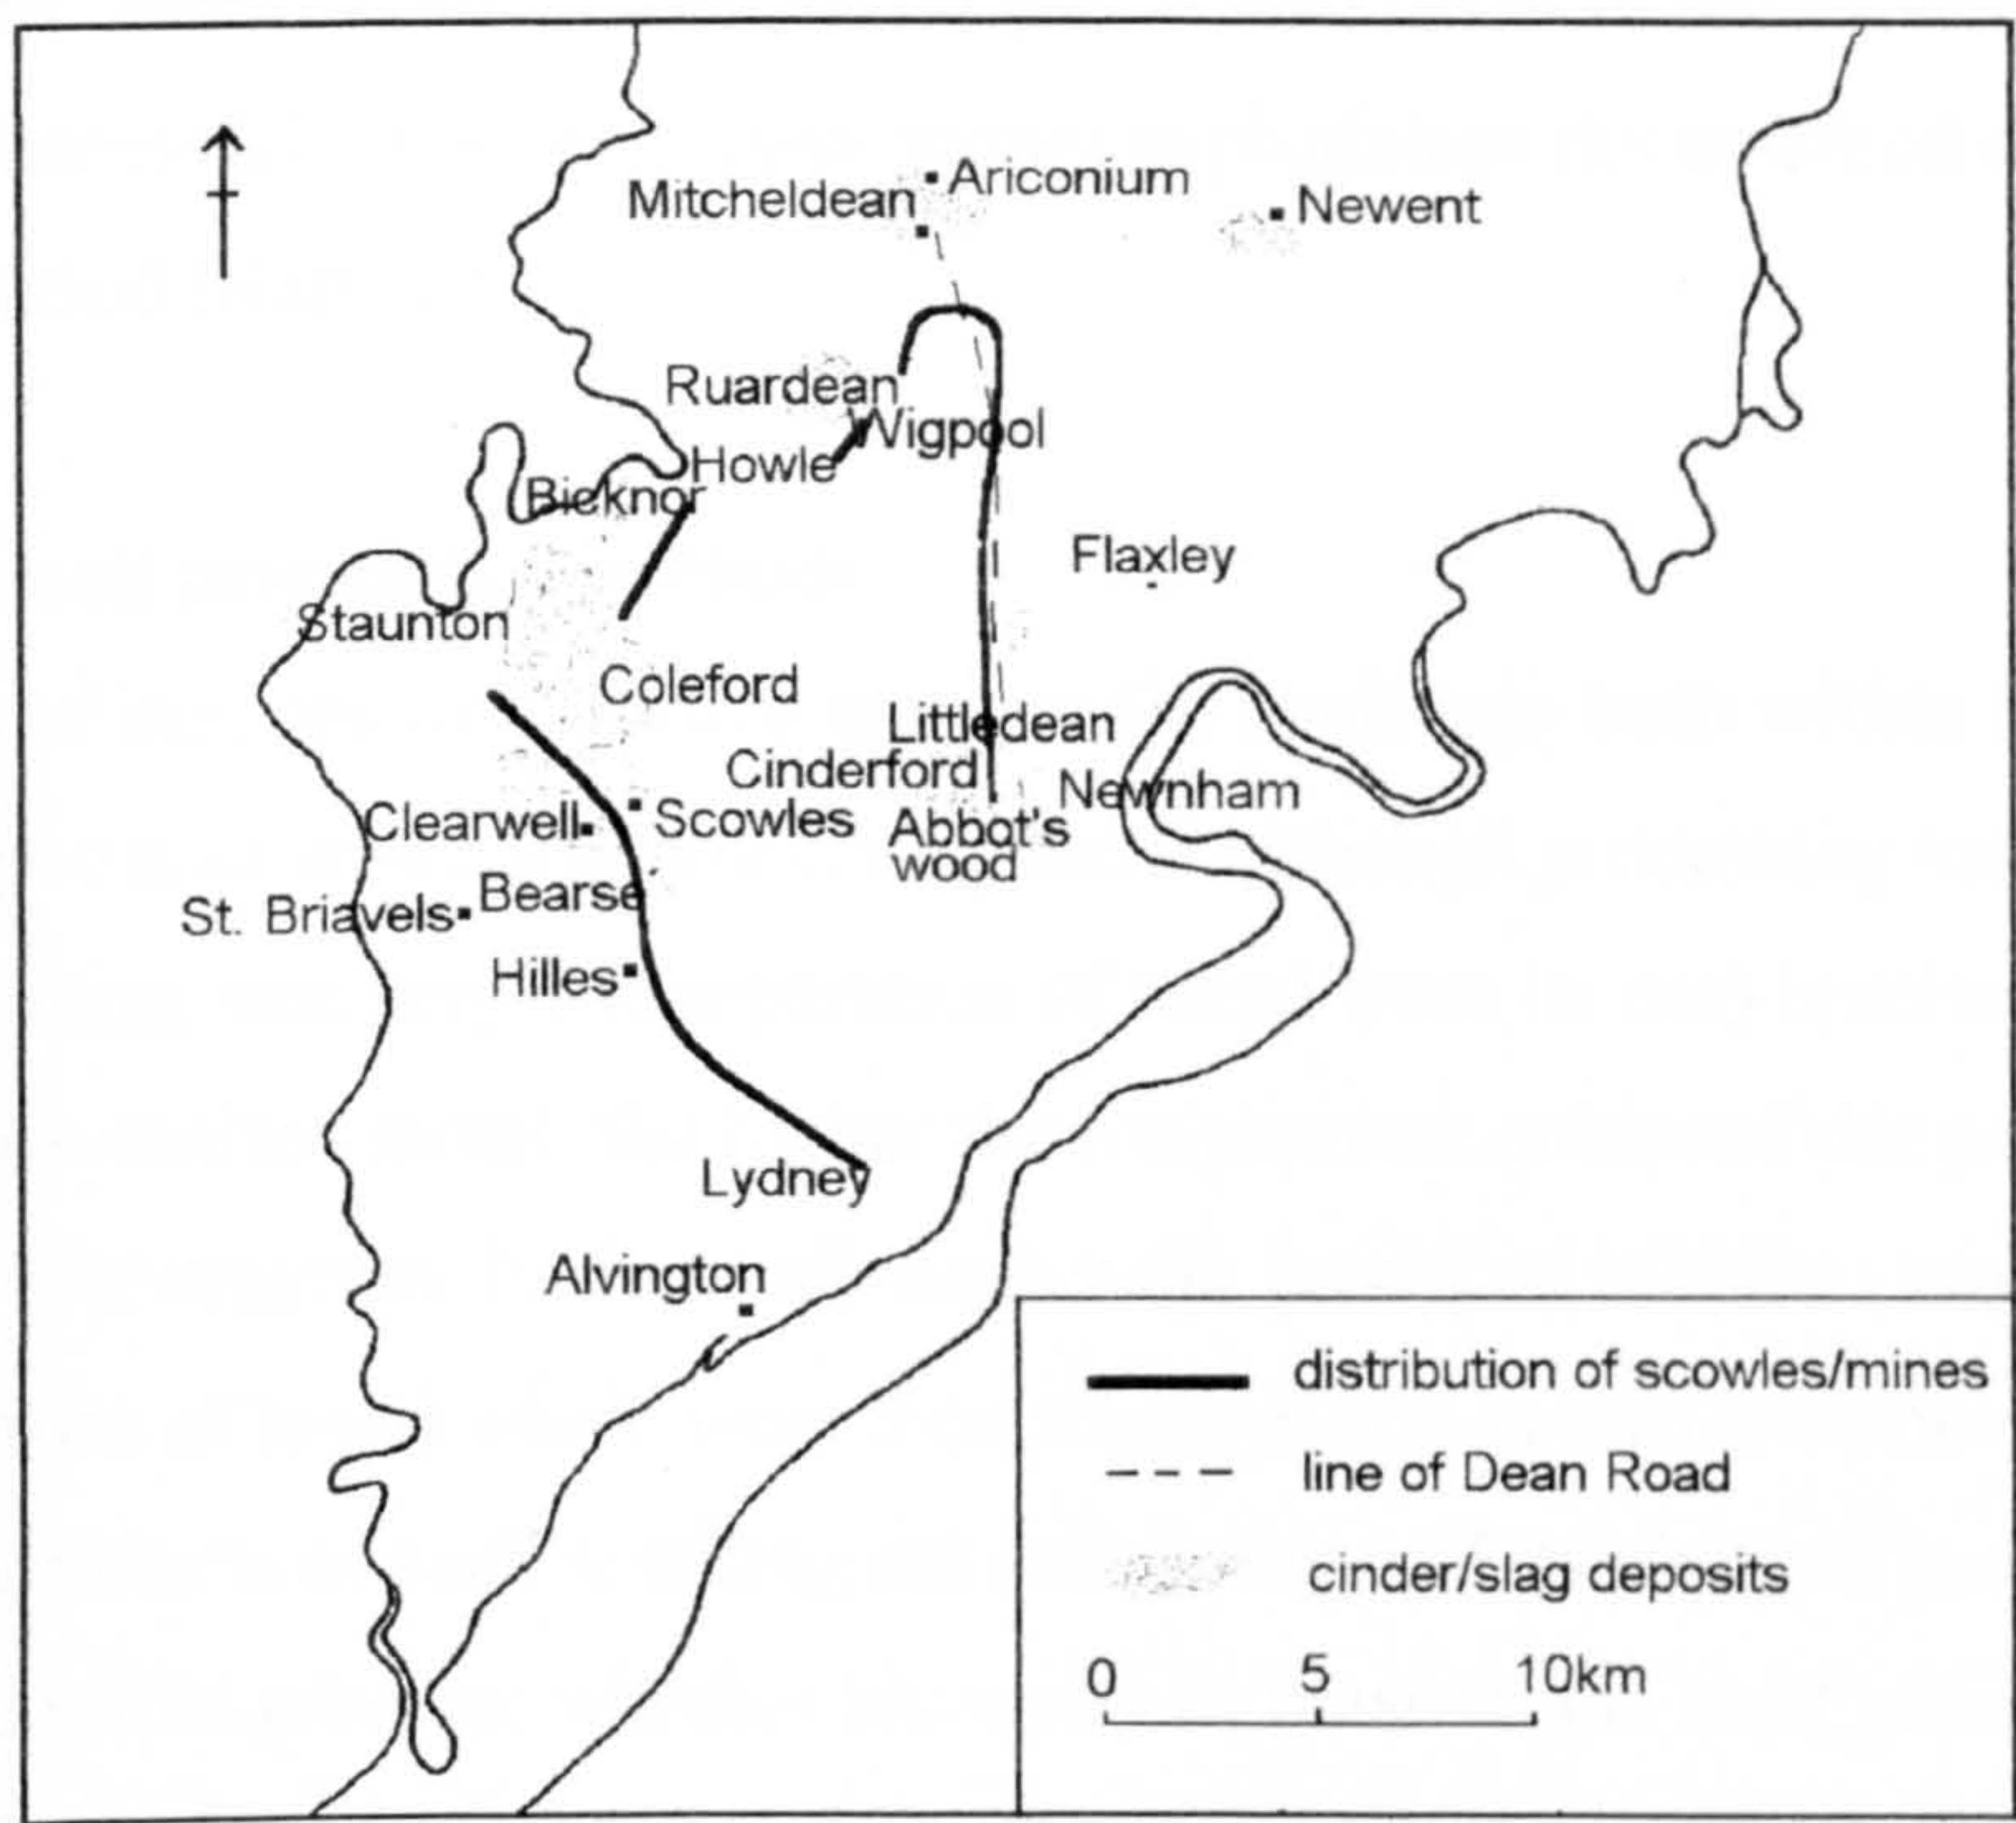 Ariconium
Mitcheldean
Newent
Ruardean
Wigpool
Howle
Bicknor
Flaxley
Staunton
Coleford
Littledean
Cinderford
Newnham
Clearwell
Scowles
Abbot's
wood
Bearse
St. Briavels
Hilles
Lydney
Alvington
distribution of scowles/mines
line of Dean Road
cinder/slag deposits
0 5 10km